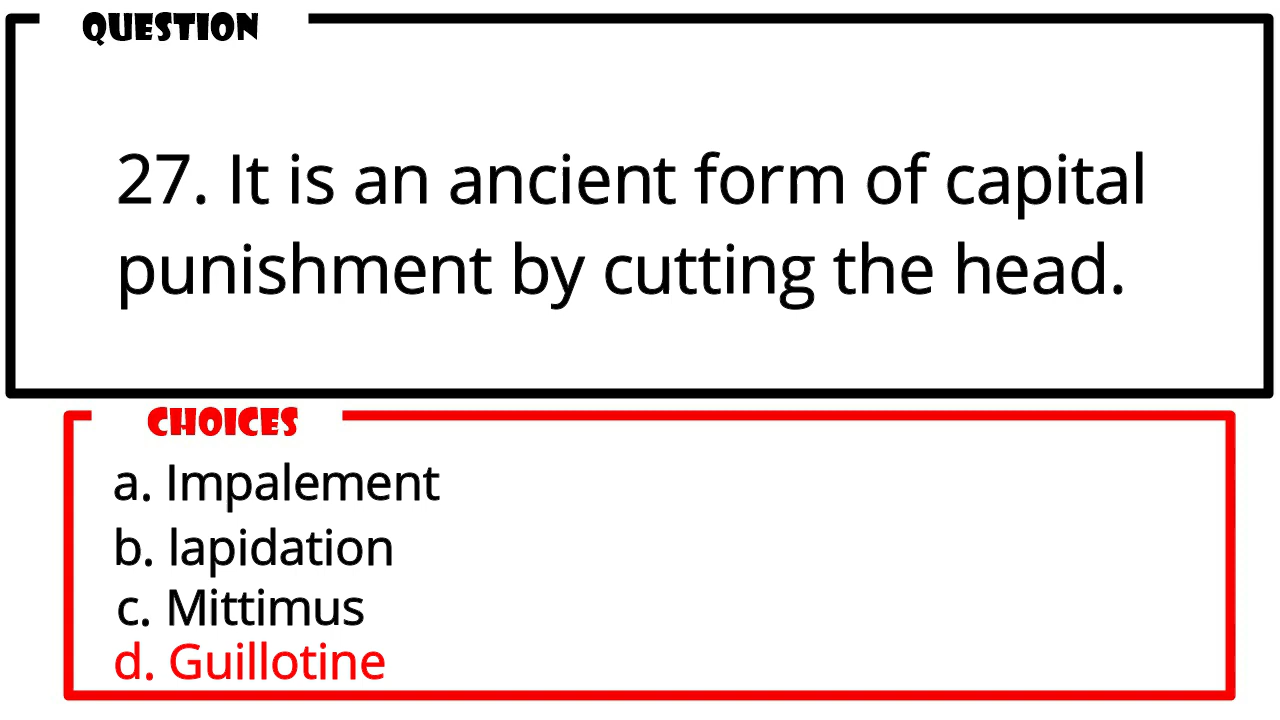 QUESTION
27. It is an ancient form of capital
punishment by cutting the head.
CHOICES
a. Impalement
b. lapidation
c. Mittimus
d. Guillotine